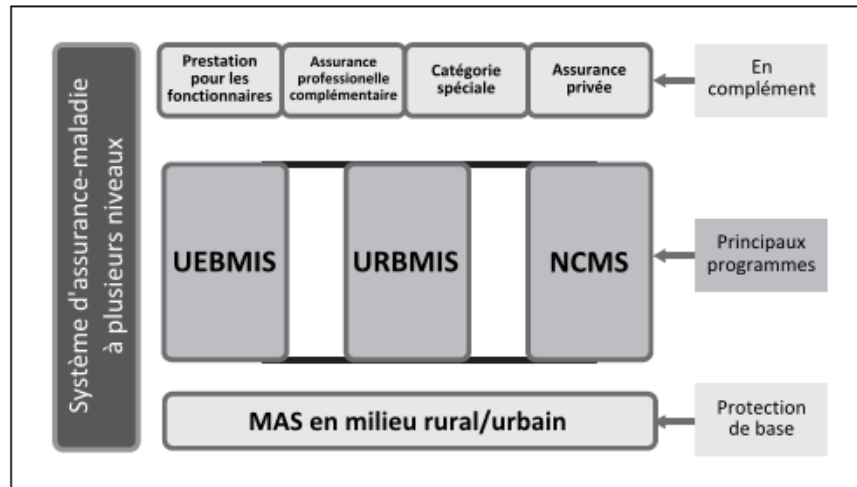 Système d'assurance-maladie
à plusieurs niveaux
Prestation
pour les
fonctionnaires
Assurance
professionelle
complémentaire
Catégorie
spéciale
Assurance
privée
En
complément
UEBMIS
URBMIS
NCMS
Principaux
programmes
MAS en milieu rural/urbain
Protection
de base